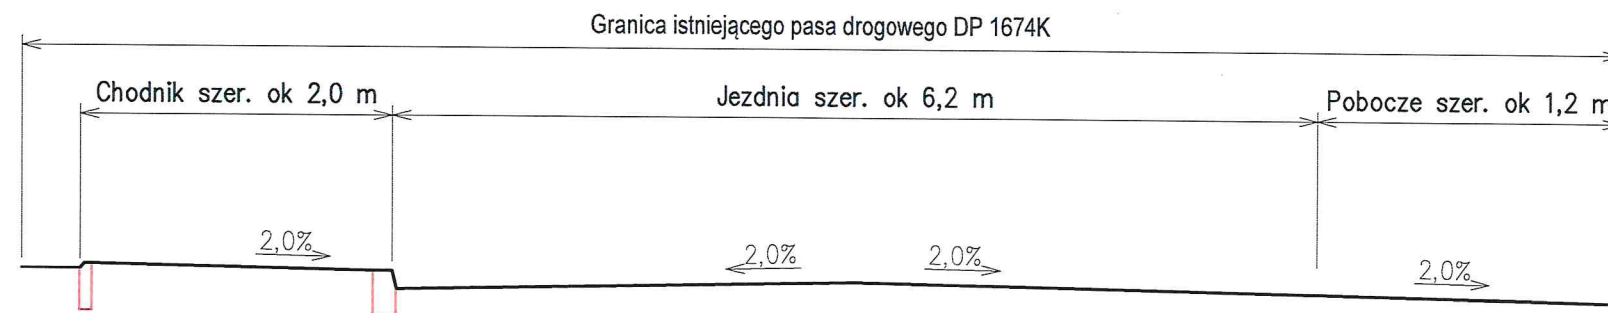 Granica istniejącego pasa drogowego DP 1674K
Chodnik szer. ok 2,0 m
Jezdnia szer. ok 6,2 m
Pobocze szer. ok 1,2 m
2,0%
2,0%
2,0%
2,0%